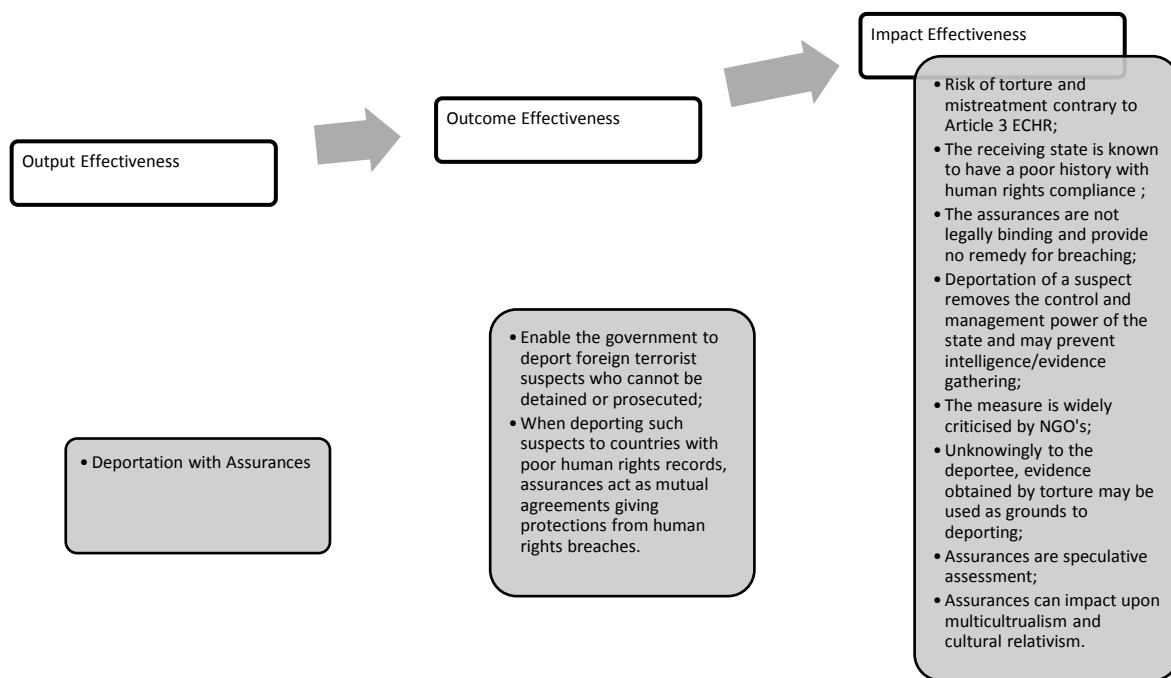 Output Effectiveness
• Deportation with Assurances
Outcome Effectiveness
• Enable the government to
deport foreign terrorist
suspects who cannot be
detained or prosecuted;
• When deporting such
suspects to countries with
poor human rights records,
assurances act as mutual
agreements giving
protections from human
rights breaches.
Impact Effectiveness
• Risk of torture and
mistreatment contrary to
Article 3 ECHR;
• The receiving state is known
to have a poor history with
human rights compliance ;
• The assurances are not
legally binding and provide
no remedy for breaching;
• Deportation of a suspect
removes the control and
management power of the
state and may prevent
intelligence/evidence
gathering;
• The measure is widely
criticised by NGO's;
• Unknowingly to the
deportee, evidence
obtained by torture may be
used as grounds to
deporting;
• Assurances are speculative
assessment;
• Assurances can impact upon
multicultrualism and
cultural relativism.